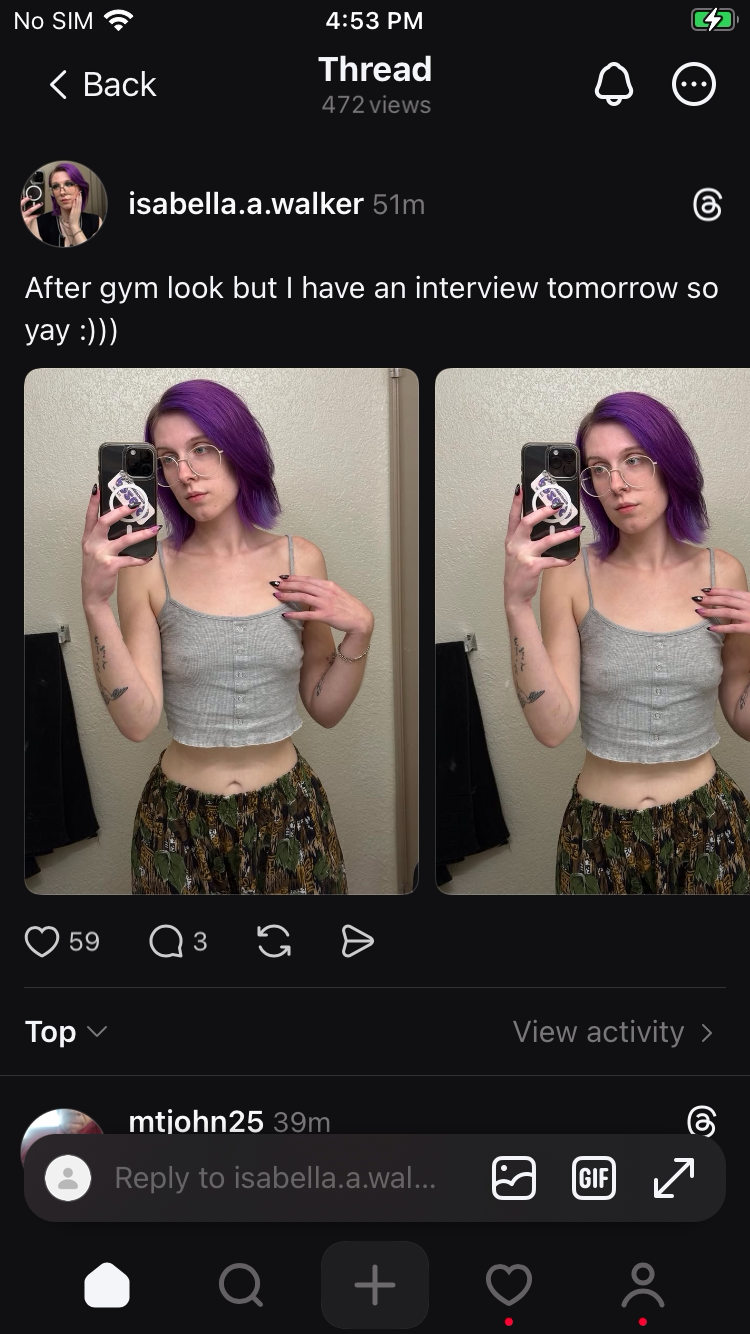 No SIM 4:53 PM
Back
Thread
472 views
isabella.a.walker 51m
After gym look but I have an interview tomorrow so
yay :)))
59 3
Top View activity
mtjohn25 39m
Reply to isabella.a.wal... GIF